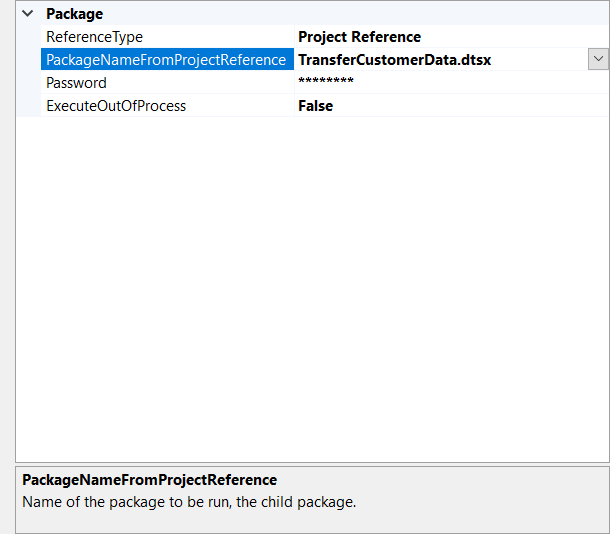 Package
ReferenceType Project Reference
PackageNameFromProjectReference TransferCustomerData.dtsx
Password ********
ExecuteOutOfProcess False
PackageNameFromProjectReference
Name of the package to be run, the child package.